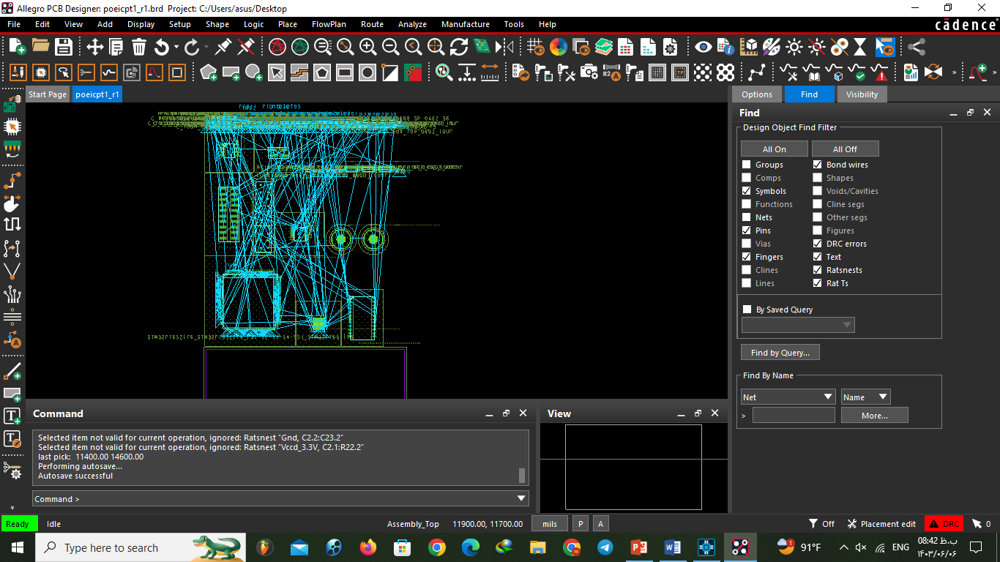 Allegro PCB Designer: poeicpt1_r1.brd Project: C:/Users/asus/Desktop
File Edit View Add Display Setup Shape Logic Place FlowPlan Route Analyze Manufacture Tools Help
cādence
Start Page poeicpt1_r1
Options Find Visibility
Find
Design Object Find Filter
All On All Off
Groups Bond wires
Comps Shapes
Symbols Voids/Cavities
Functions Cline segs
Nets Other segs
Pins Figures
Vias DRC errors
Fingers Text
Clines Ratsnests
Lines Rat Ts
By Saved Query
Find by Query...
Find By Name
Net Name
> More...
Command
Selected item not valid for current operation, ignored: Ratsnest "Gnd, C2.2:C23.2"
Selected item not valid for current operation, ignored: Ratsnest "Vccd_3.3V, C2.1:R22.2"
last pick: 11400.00 14600.00
Performing autosave...
Autosave successful
Command >
View
Ready Idle Assembly_Top 11900.00, 11700.00 mils P A Off Placement edit DRC 0
Type here to search
91°F ENG
08:42 ب.ظ
۱۴۰۳/۰۶/۰۶